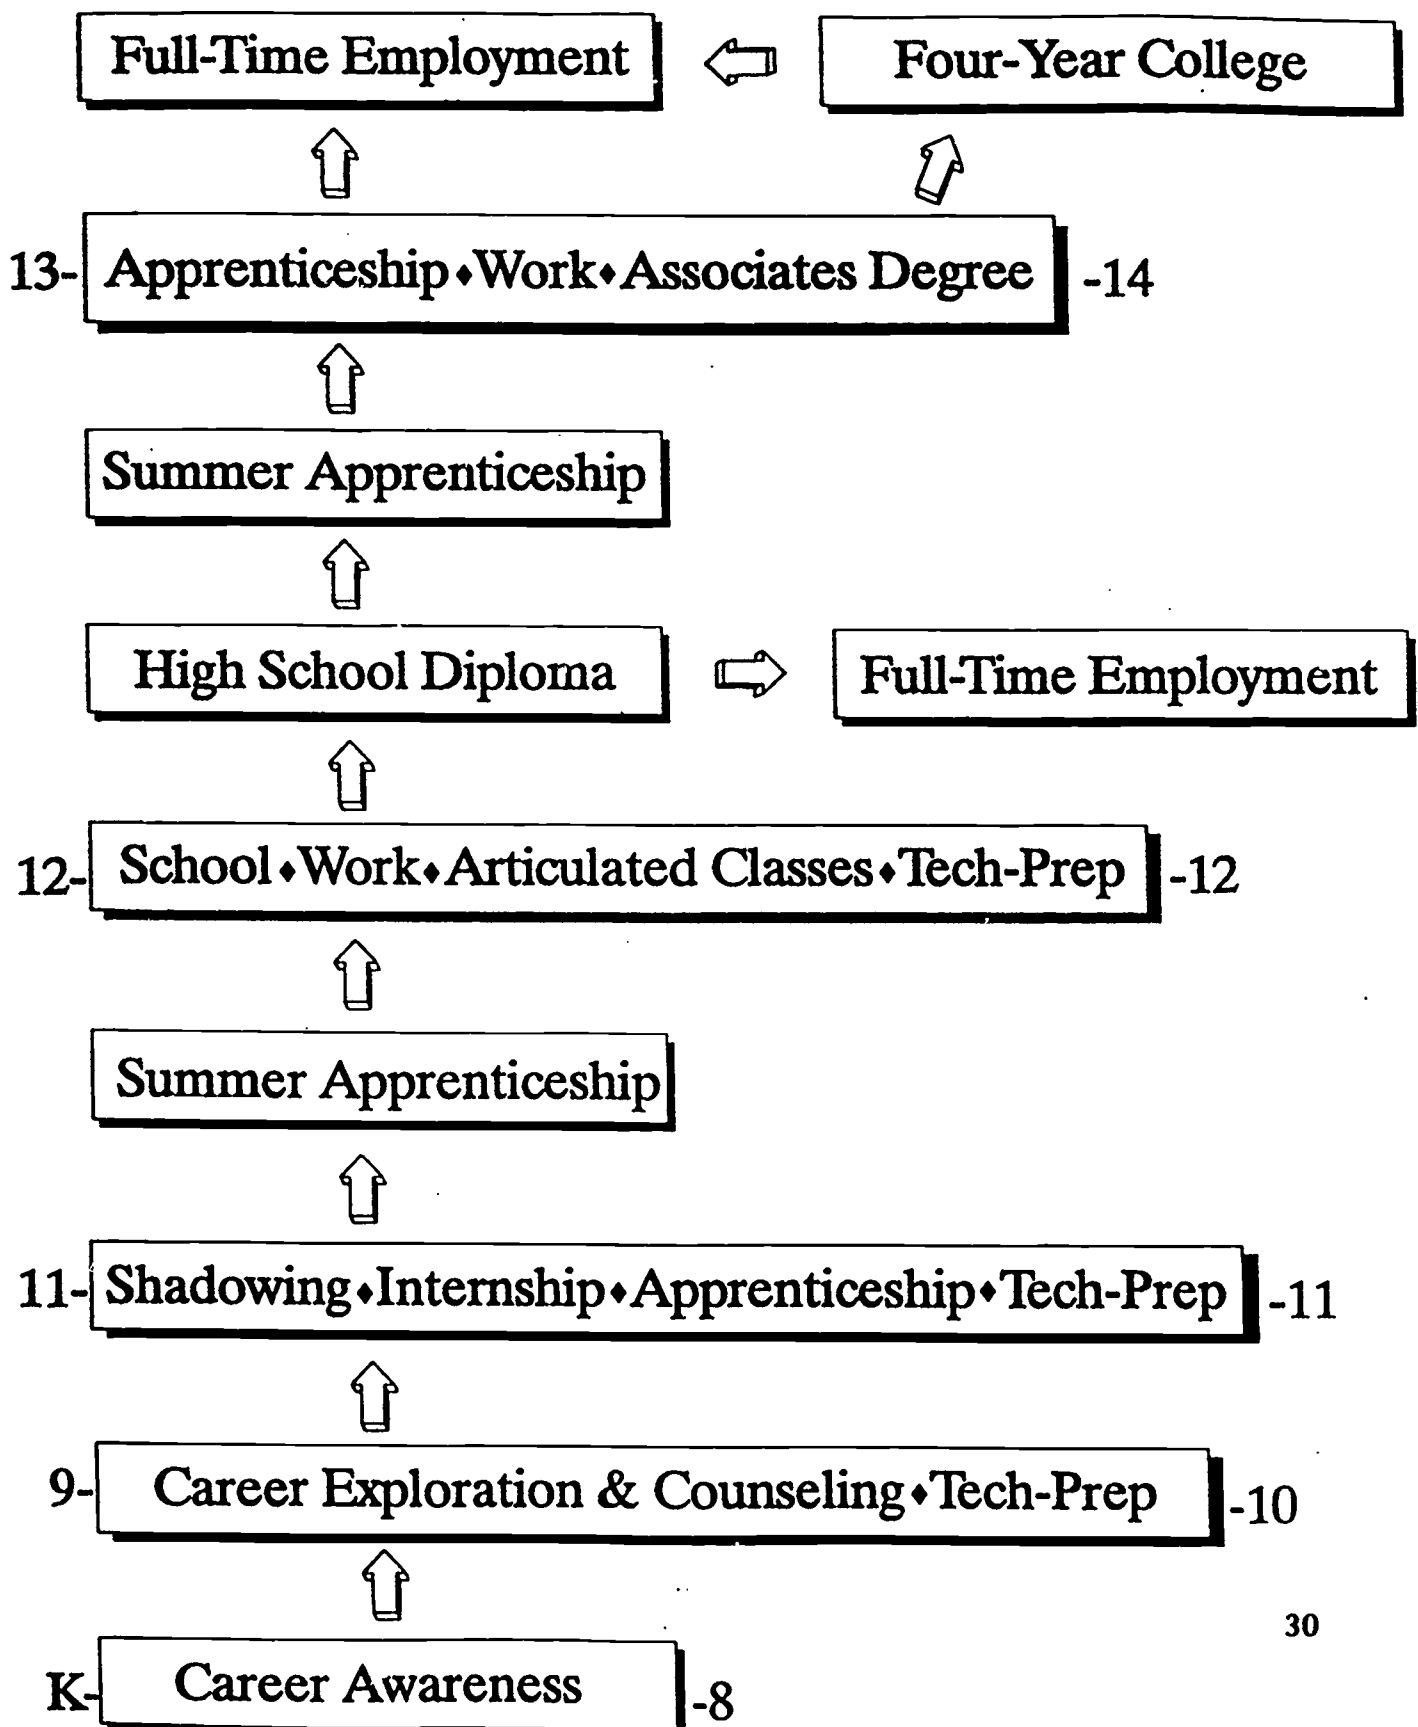 Full-Time Employment
Four-Year College
13- Apprenticeship♦Work♦Associates Degree -14
Summer Apprenticeship
High School Diploma
Full-Time Employment
12- School♦Work♦Articulated Classes♦Tech-Prep -12
Summer Apprenticeship
11- Shadowing♦Internship♦Apprenticeship♦Tech-Prep -11
9- Career Exploration & Counseling♦Tech-Prep -10
30
K- Career Awareness -8